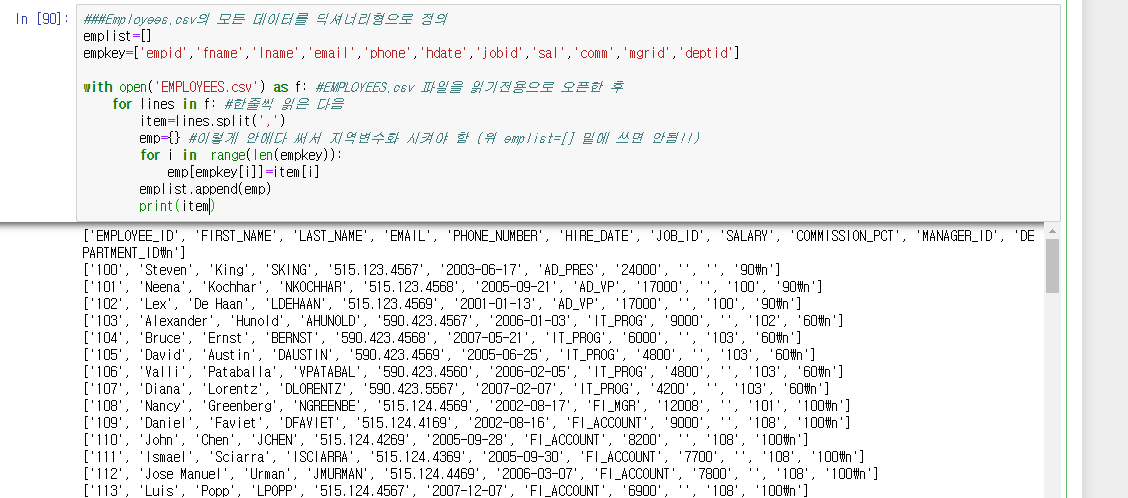 In [90]: ###Employees.csv의 모든 데이터를 딕셔너리형으로 정의
emplist=[]
empkey=['empid','fname','lname','email','phone','hdate','jobid','sal','comm','mgrid','deptid']
with open('EMPLOYEES.csv') as f: #EMPLOYEES.csv 파일을 읽기전용으로 오픈한 후
for lines in f: #한줄씩 읽은 다음
item=lines.split(',')
emp={} #이렇게 안에다 써서 지역변수화 시켜야 함 (위 emplist=[] 밑에 쓰면 안됨!!)
for i in  range(len(empkey)):
emp[empkey[i]]=item[i]
emplist.append(emp)
print(item)
['EMPLOYEE_ID', 'FIRST_NAME', 'LAST_NAME', 'EMAIL', 'PHONE_NUMBER', 'HIRE_DATE', 'JOB_ID', 'SALARY', 'COMMISSION_PCT', 'MANAGER_ID', 'DE
PARTMENT_ID₩n']
['100', 'Steven', 'King', 'SKING', '515.123.4567', '2003-06-17', 'AD_PRES', '24000', '', '', '90₩n']
['101', 'Neena', 'Kochhar', 'NKOCHHAR', '515.123.4568', '2005-09-21', 'AD_VP', '17000', '', '100', '90₩n']
['102', 'Lex', 'De Haan', 'LDEHAAN', '515.123.4569', '2001-01-13', 'AD_VP', '17000', '', '100', '90₩n']
['103', 'Alexander', 'Hunold', 'AHUNOLD', '590.423.4567', '2006-01-03', 'IT_PROG', '9000', '', '102', '60₩n']
['104', 'Bruce', 'Ernst', 'BERNST', '590.423.4568', '2007-05-21', 'IT_PROG', '6000', '', '103', '60₩n']
['105', 'David', 'Austin', 'DAUSTIN', '590.423.4569', '2005-06-25', 'IT_PROG', '4800', '', '103', '60₩n']
['106', 'Valli', 'Pataballa', 'VPATABAL', '590.423.4560', '2006-02-05', 'IT_PROG', '4800', '', '103', '60₩n']
['107', 'Diana', 'Lorentz', 'DLORENTZ', '590.423.5567', '2007-02-07', 'IT_PROG', '4200', '', '103', '60₩n']
['108', 'Nancy', 'Greenberg', 'NGREENBE', '515.124.4569', '2002-08-17', 'FI_MGR', '12008', '', '101', '100₩n']
['109', 'Daniel', 'Faviet', 'DFAVIET', '515.124.4169', '2002-08-16', 'FI_ACCOUNT', '9000', '', '108', '100₩n']
['110', 'John', 'Chen', 'JCHEN', '515.124.4269', '2005-09-28', 'FI_ACCOUNT', '8200', '', '108', '100₩n']
['111', 'Ismael', 'Sciarra', 'ISCIARRA', '515.124.4369', '2005-09-30', 'FI_ACCOUNT', '7700', '', '108', '100₩n']
['112', 'Jose Manuel', 'Urman', 'JMURMAN', '515.124.4469', '2006-03-07', 'FI_ACCOUNT', '7800', '', '108', '100₩n']
['113', 'Luis', 'Popp', 'LPOPP', '515.124.4567', '2007-12-07', 'FI_ACCOUNT', '6900', '', '108', '100₩n']